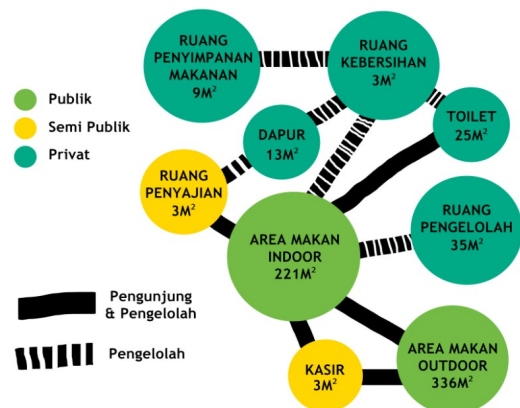 RUANG
PENYIMPANAN
MAKANAN
9M²
RUANG
KEBERSIHAN
3M²
Publik
Semi Publik
Privat
DAPUR
13M²
TOILET
25M²
RUANG
PENYAJIAN
3M²
AREA MAKAN
INDOOR
221M²
RUANG
PENGELOLAH
35M²
Pengunjung
& Pengelolah
Pengelolah
KASIR
3M²
AREA MAKAN
OUTDOOR
336M²